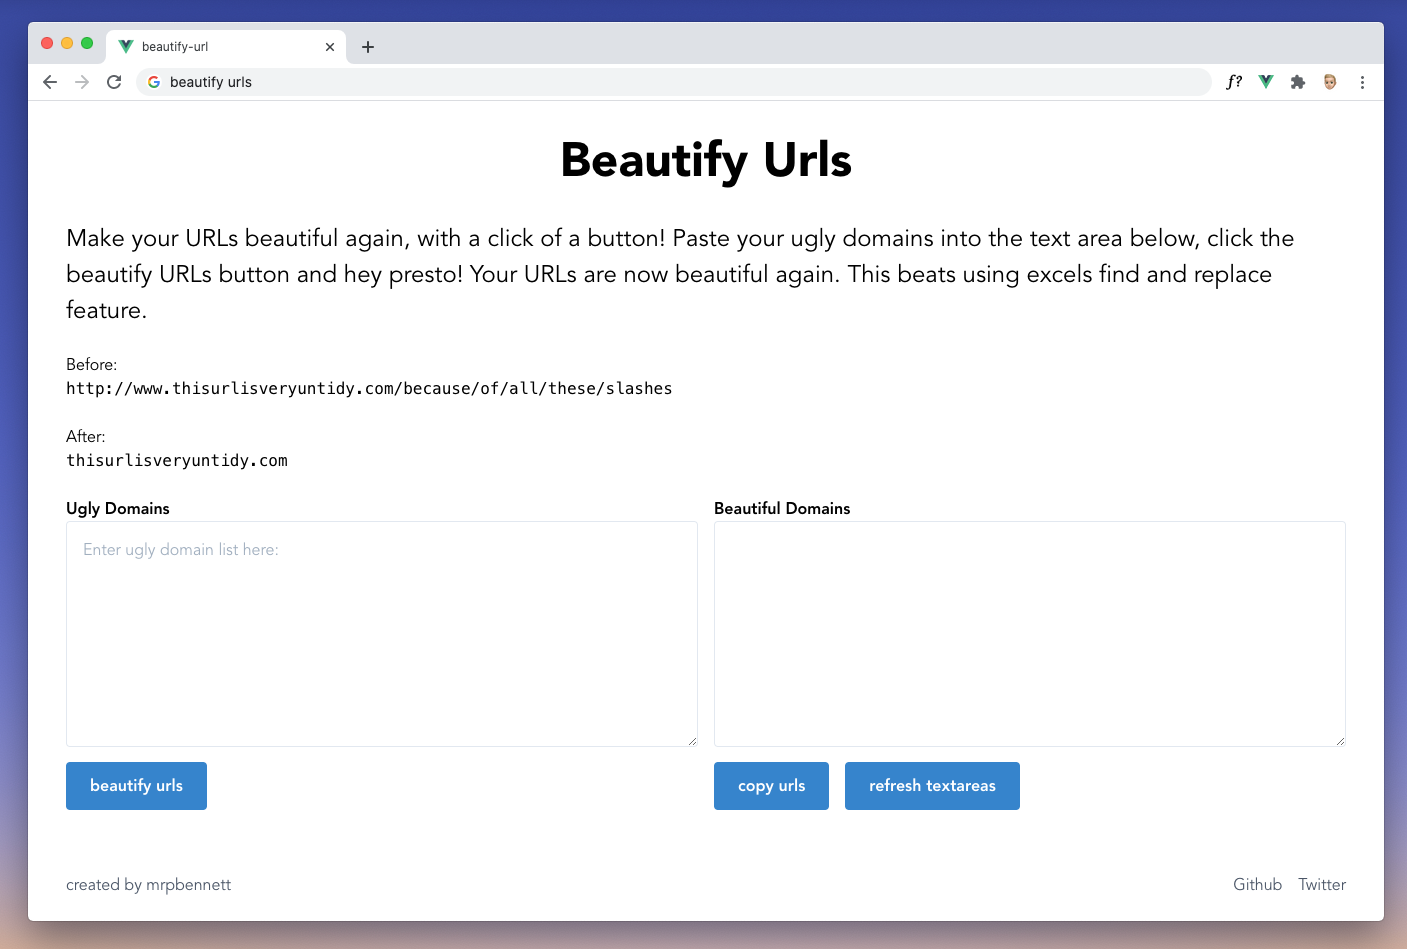 beautify-url
beautify urls
f?
Beautify Urls
Make your URLs beautiful again, with a click of a button! Paste your ugly domains into the text area below, click the
beautify URLs button and hey presto! Your URLs are now beautiful again. This beats using excels find and replace
feature.
Before:
http://www.thisurlisveryuntidy.com/because/of/all/these/slashes
After:
thisurlisveryuntidy.com
Ugly Domains
Beautiful Domains
Enter ugly domain list here:
beautify urls
copy urls
refresh textareas
created by mrpbennett
Github
Twitter